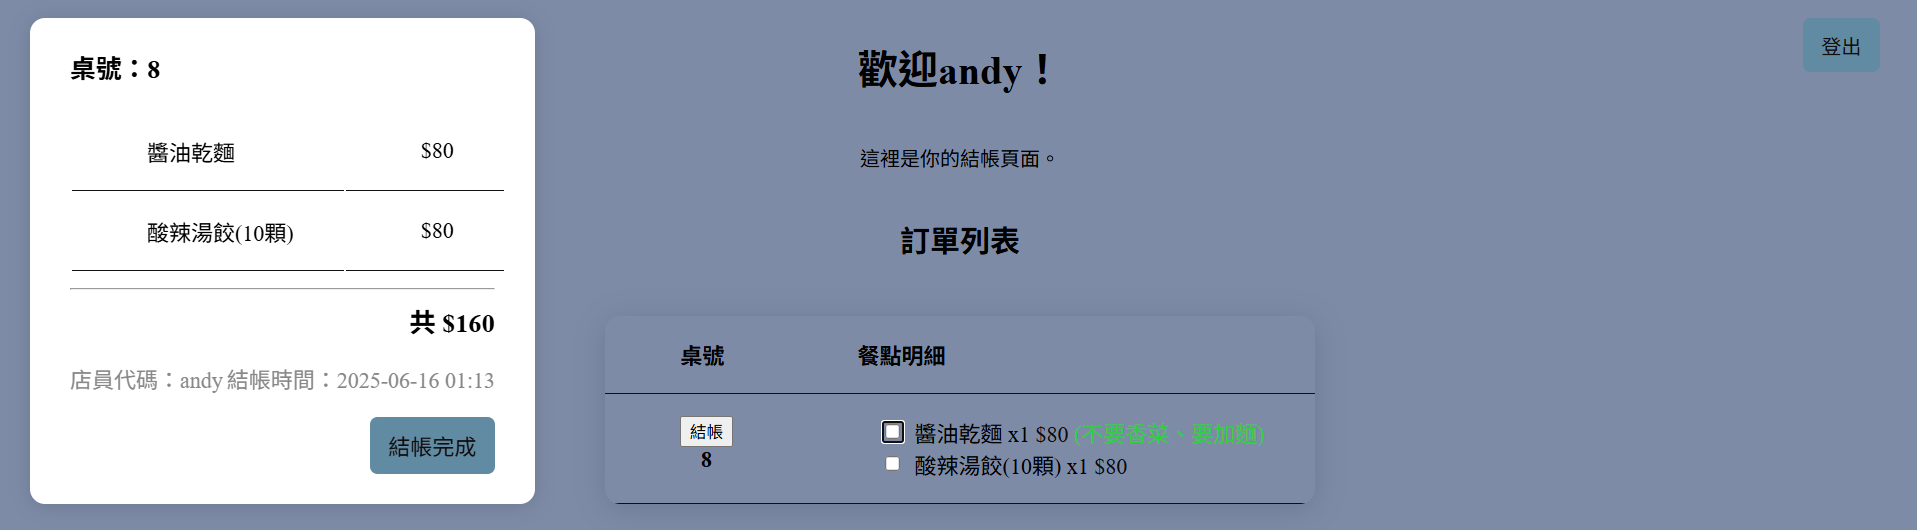 桌號：8
醬油乾麵 $80
酸辣湯餃(10顆) $80
共 $160
店員代碼：andy 結帳時間：2025-06-16 01:13
結帳完成
歡迎andy！
這裡是你的結帳頁面。
訂單列表
桌號 餐點明細
結帳
8
醬油乾麵 x1 $80 (不要香菜、要加麵)
酸辣湯餃(10顆) x1 $80
登出